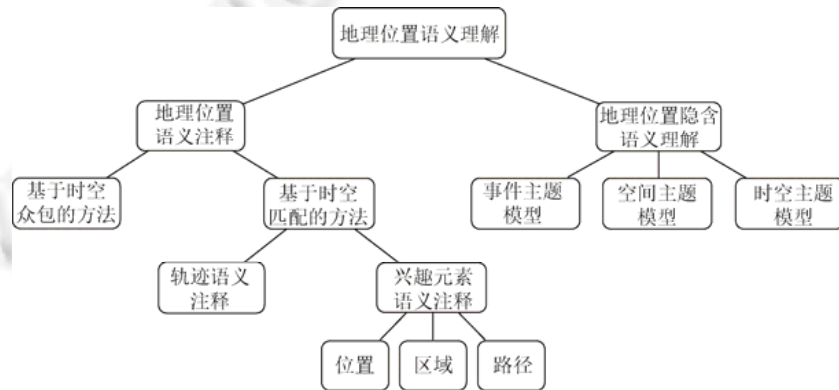 地理位置语义理解
地理位置
语义注释
地理位置隐含
语义理解
基于时空
众包的方法
基于时空
匹配的方法
事件主题
模型
空间主题
模型
时空主题
模型
轨迹语义
注释
兴趣元素
语义注释
位置
区域
路径